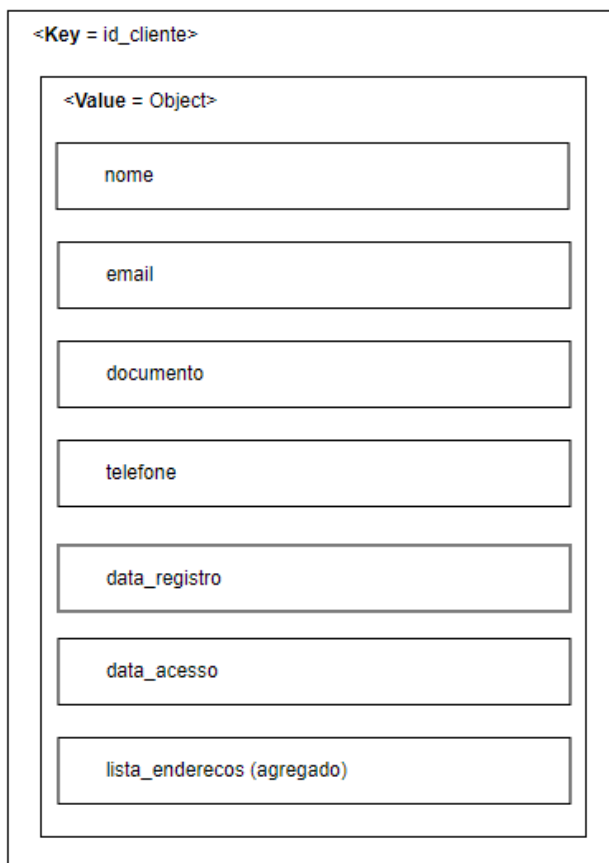 <Key = id_cliente>
<Value = Object>
nome
email
documento
telefone
data_registro
data_acesso
lista_enderecos (agregado)